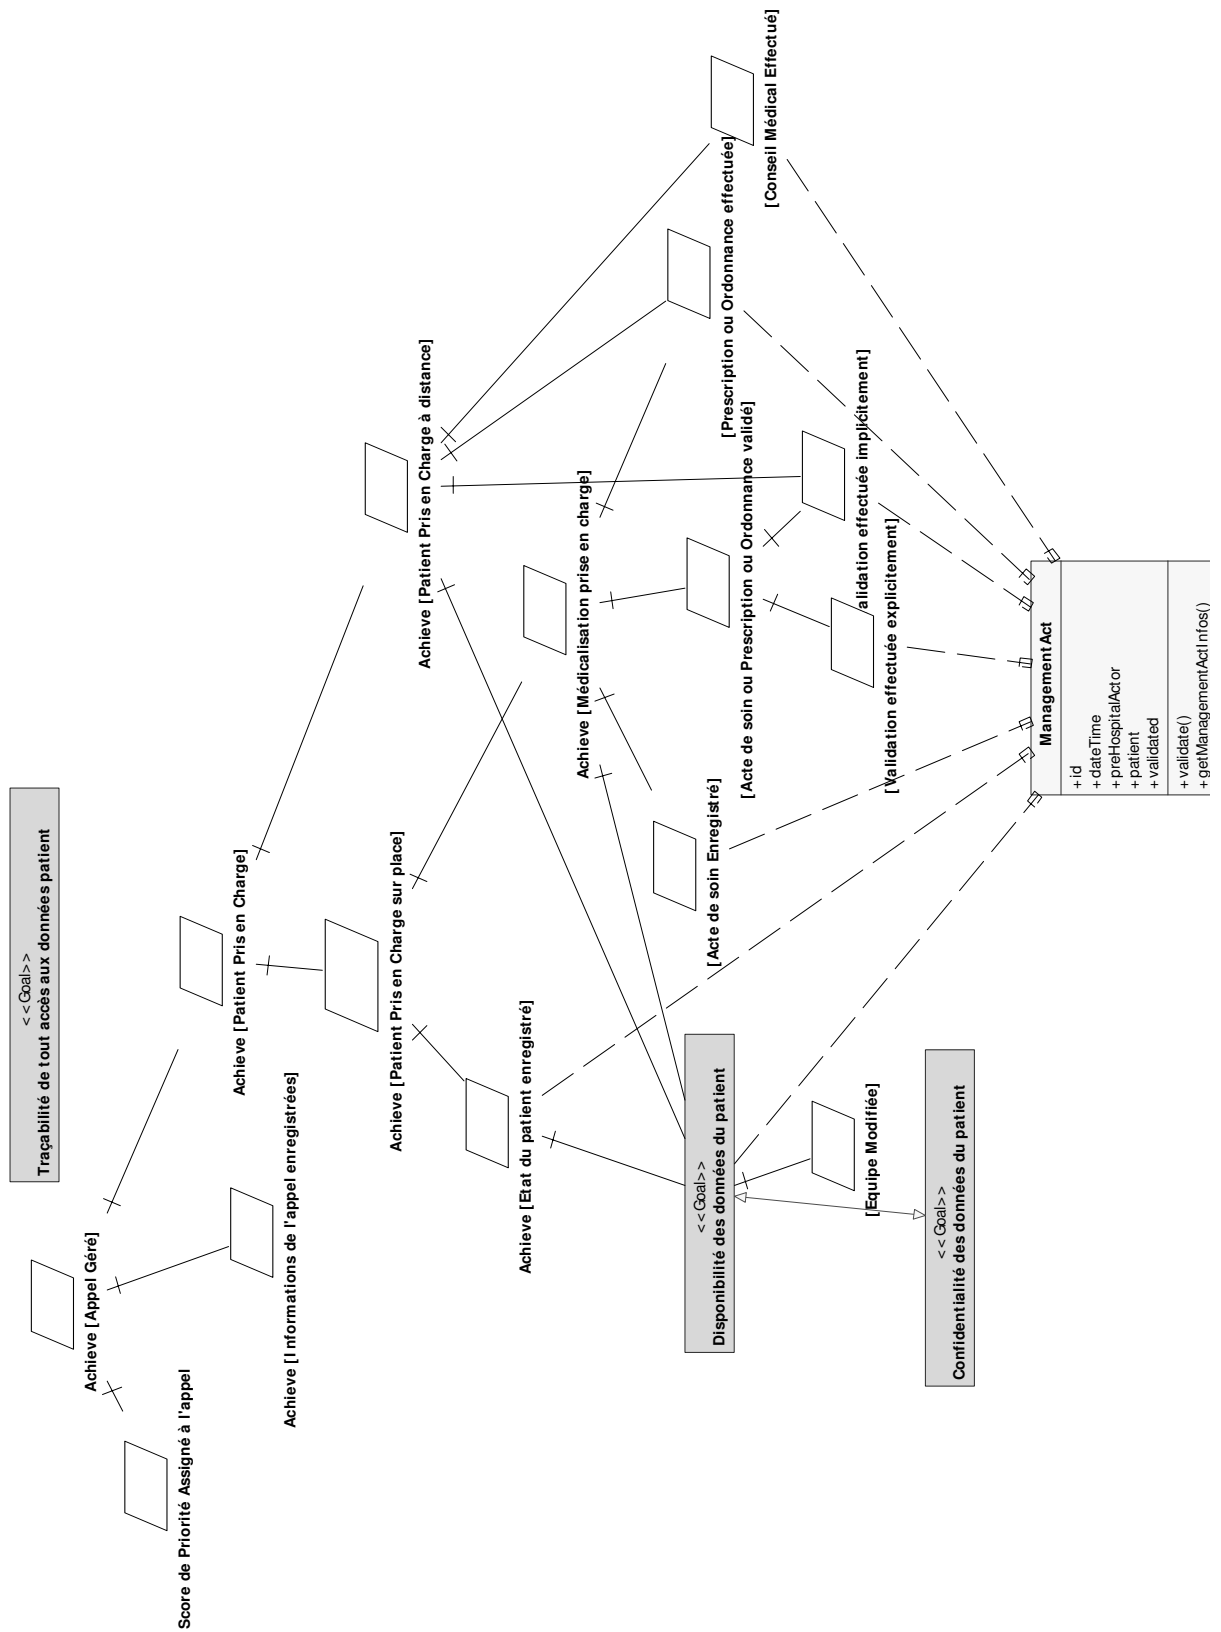 <<Goal>>
Traçabilité de tout accès aux données patient
Achieve [Appel Géré]
Score de Priorité Assigné à l'appel
Achieve [Informations de l'appel enregistrées]
Achieve [Patient Pris en Charge]
Achieve [Patient Pris en Charge sur place]
Achieve [Patient Pris en Charge à distance]
Achieve [Etat du patient enregistré]
Achieve [Médicalisation prise en charge]
<<Goal>>
Disponibilité des données du patient
[Acte de soin Enregistré]
[Acte de soin ou Prescription ou Ordonnance validé]
[Prescription ou Ordonnance effectuée]
[Conseil Médical Effectué]
[Equipe Modifiée]
[Validation effectuée explicitement]
alidation effectuée implicitement]
<<Goal>>
Confidentialité des données du patient
ManagementAct
+id
+dateTime
+preHospitalActor
+patient
+validated
+validate()
+getManagementActInfos()